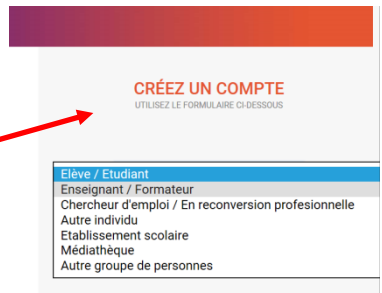 CRÉEZ UN COMPTE
UTILISEZ LE FORMULAIRE CI-DESSOUS
Elève / Etudiant
Enseignant / Formateur
Chercheur d'emploi / En reconversion profesionnelle
Autre individu
Etablissement scolaire
Médiathèque
Autre groupe de personnes